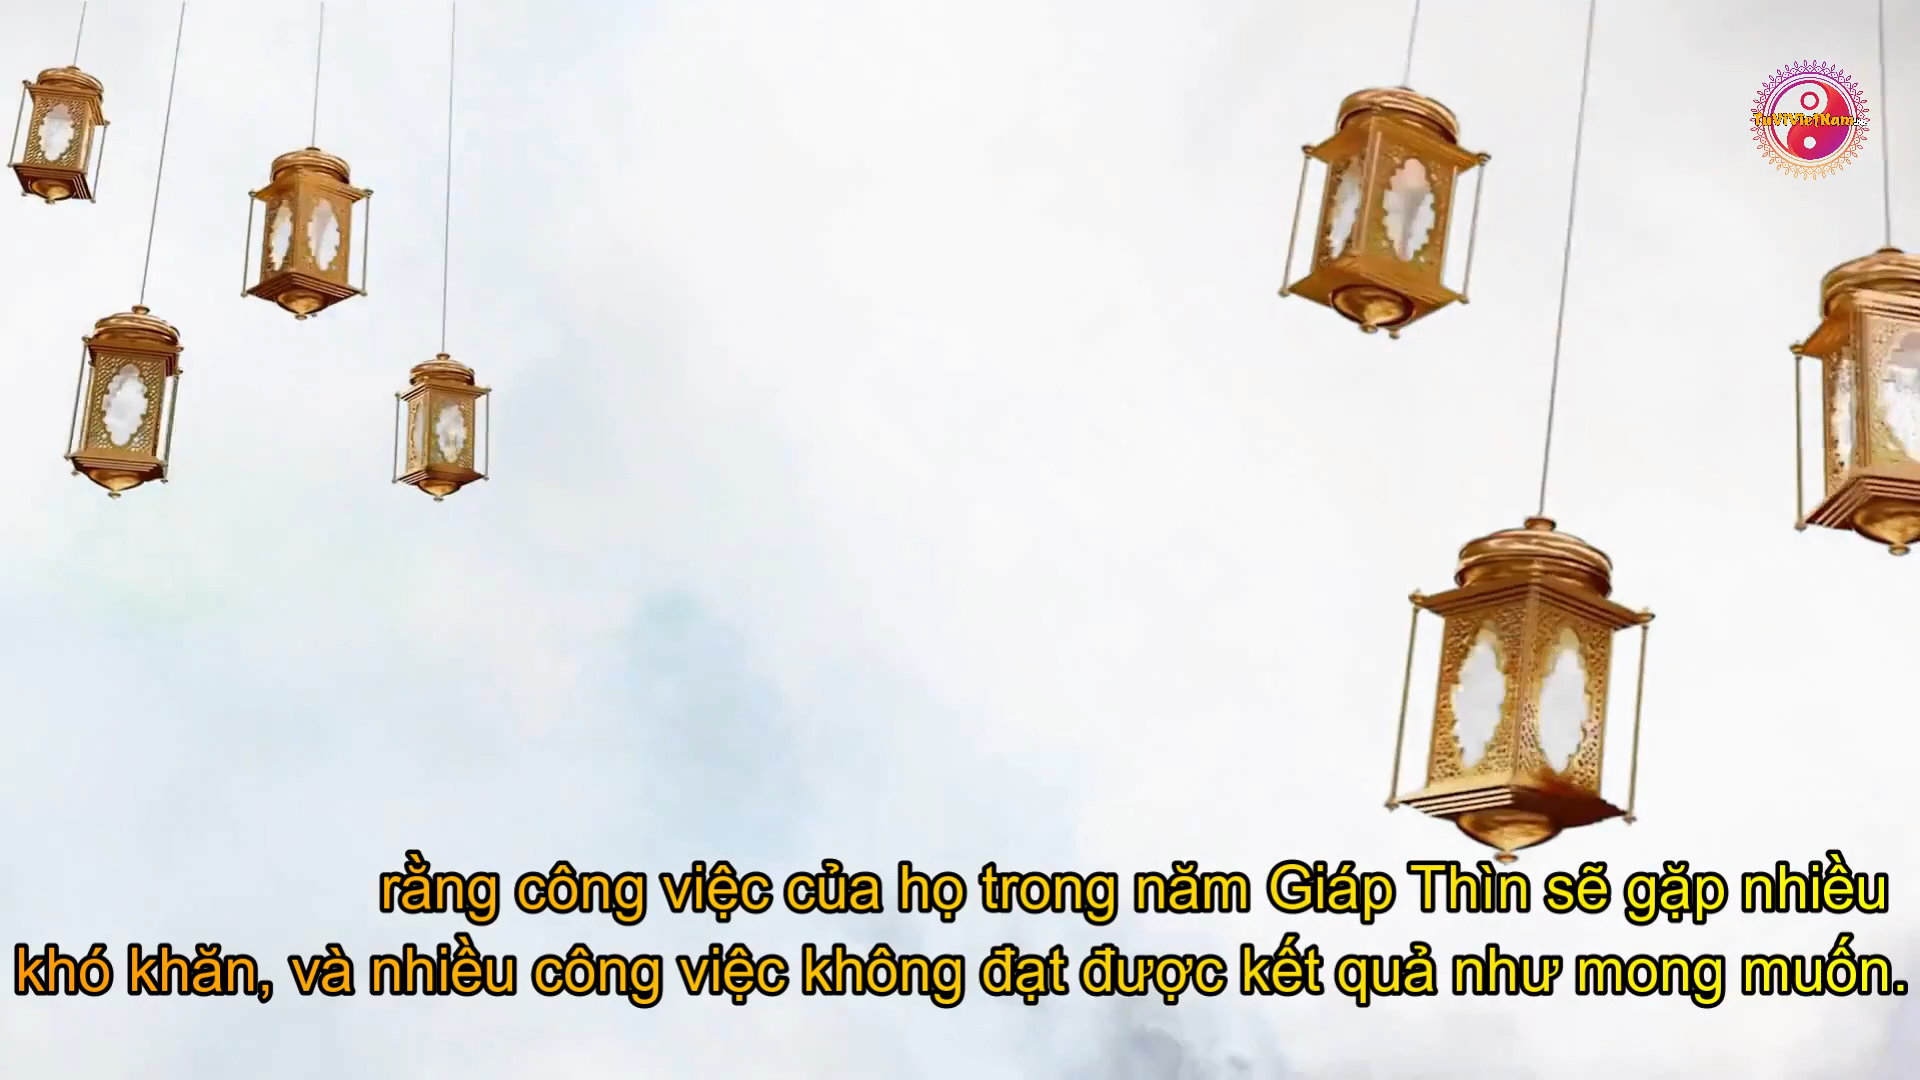 TuViVietNam
rằng công việc của họ trong năm Giáp Thìn sẽ gặp nhiều
khó khăn, và nhiều công việc không đạt được kết quả như mong muốn.